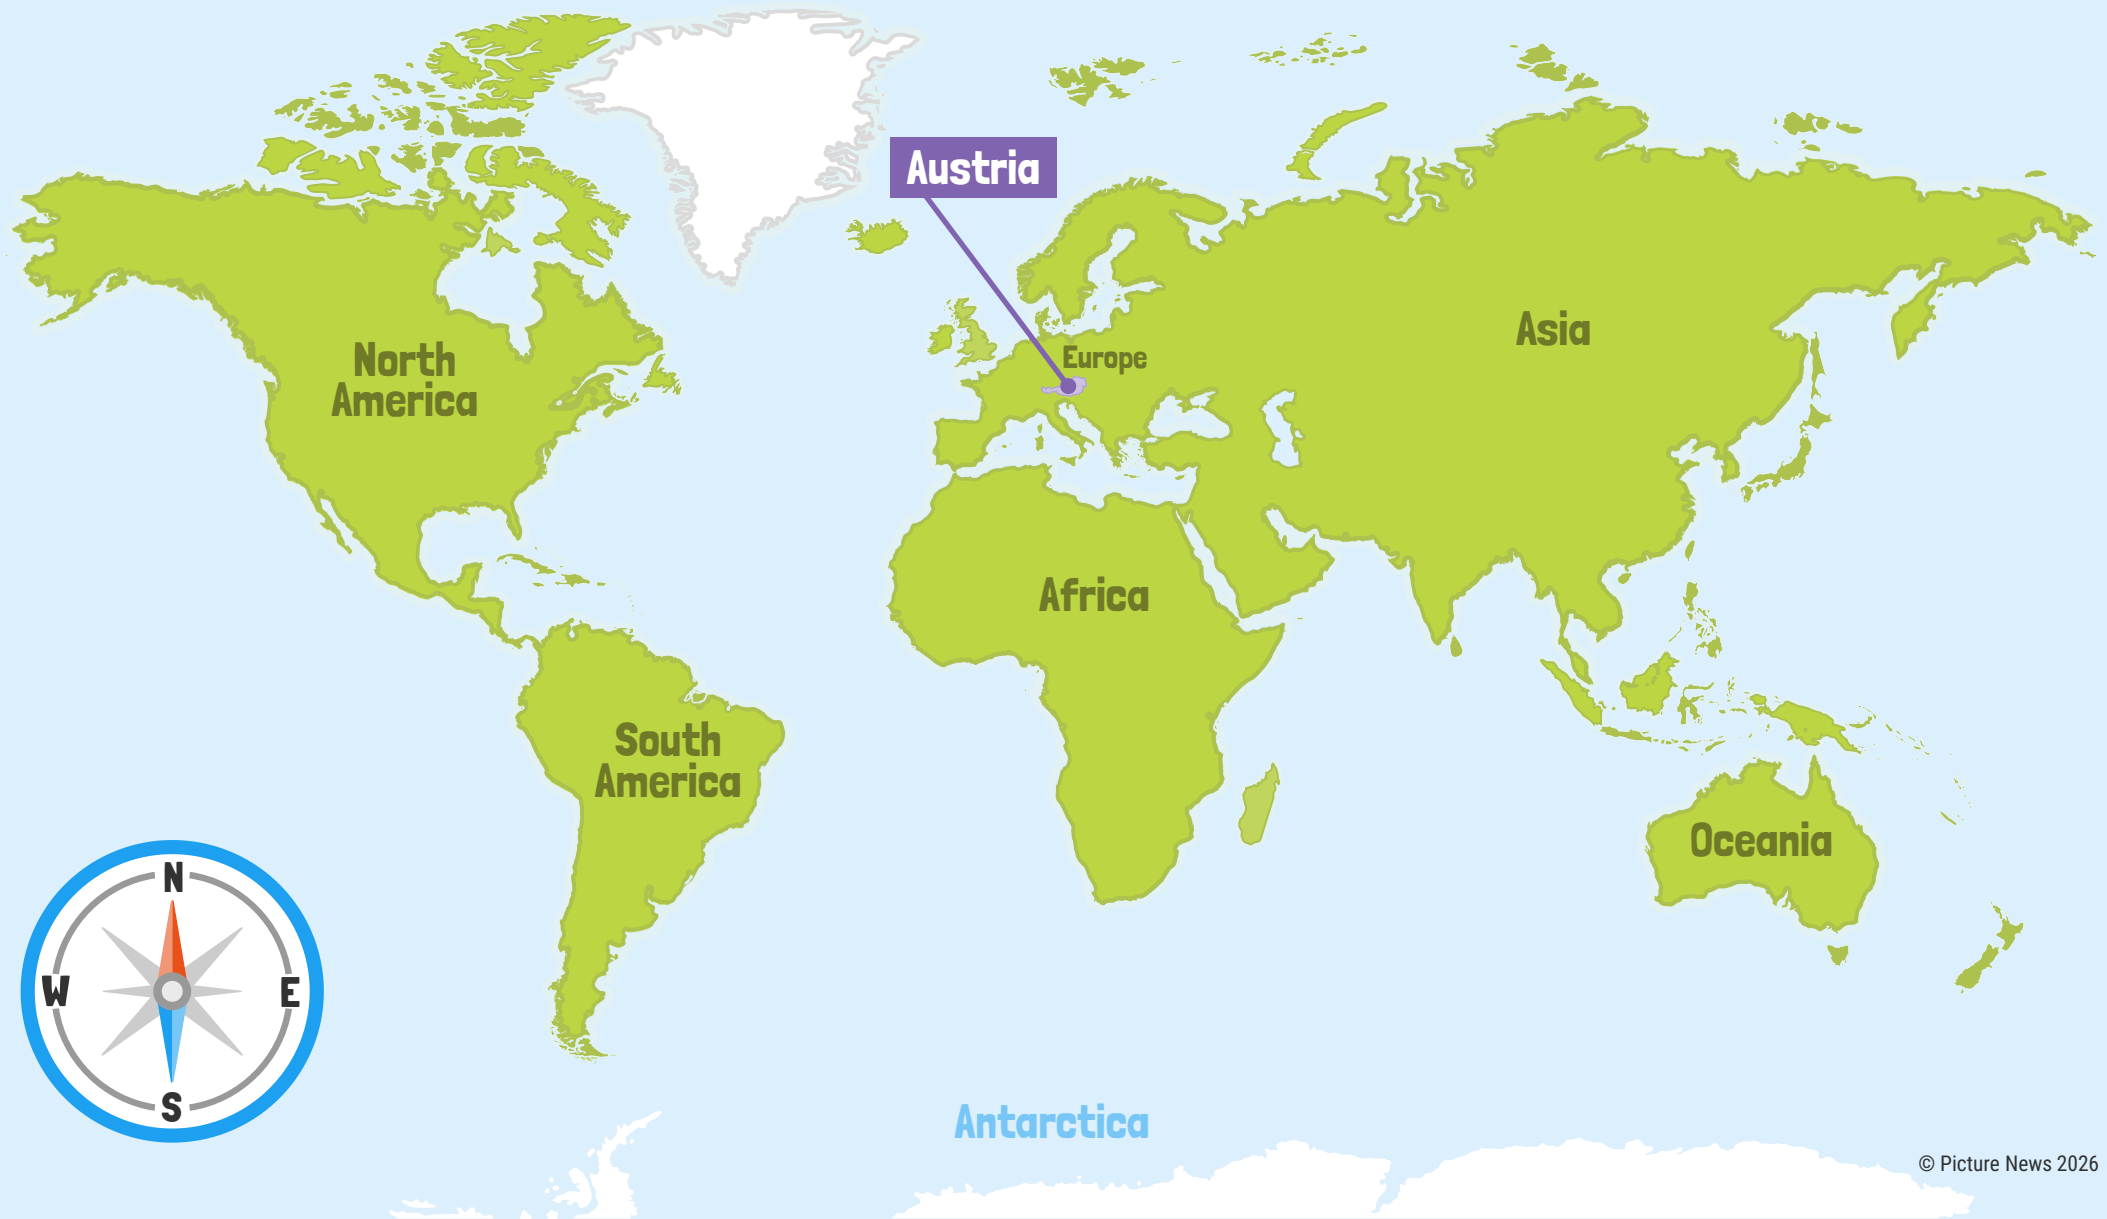 Austria
Asia
North
America
Europe
Africa
South
America
Oceania
N
W
E
S
Antarctica
© Picture News 2026